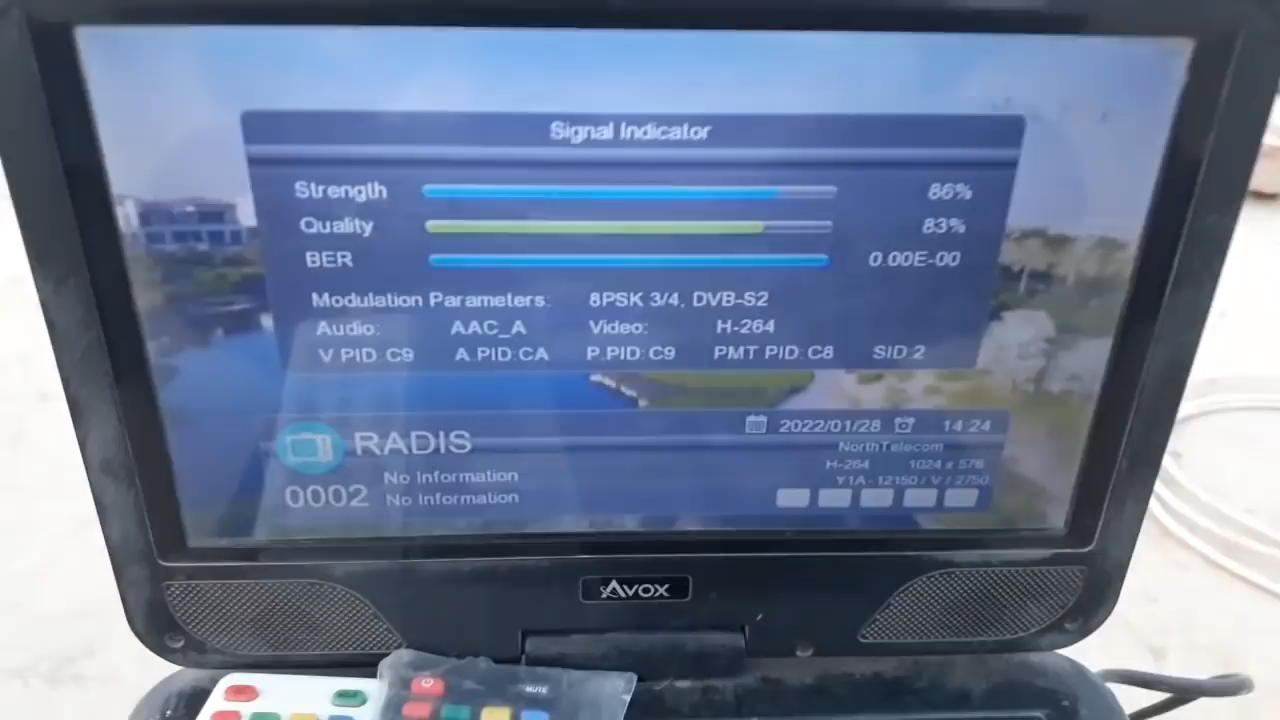 Signal Indicator
Strength 86%
Quality 83%
BER 0.00E-00
Modulation Parameters: 8PSK 3/4, DVB-S2
Audio: AAC_A Video: H-264
V PID:C9 A.PID:CA P.PID:C9 PMT PID:C8 SID:2
2022/01/28 14:24
RADIS
NorthTelecom
No Information
H-264 1024 x 576
Y1A - 12150 / V / 2750
0002 No Information
AVOX
MUTE